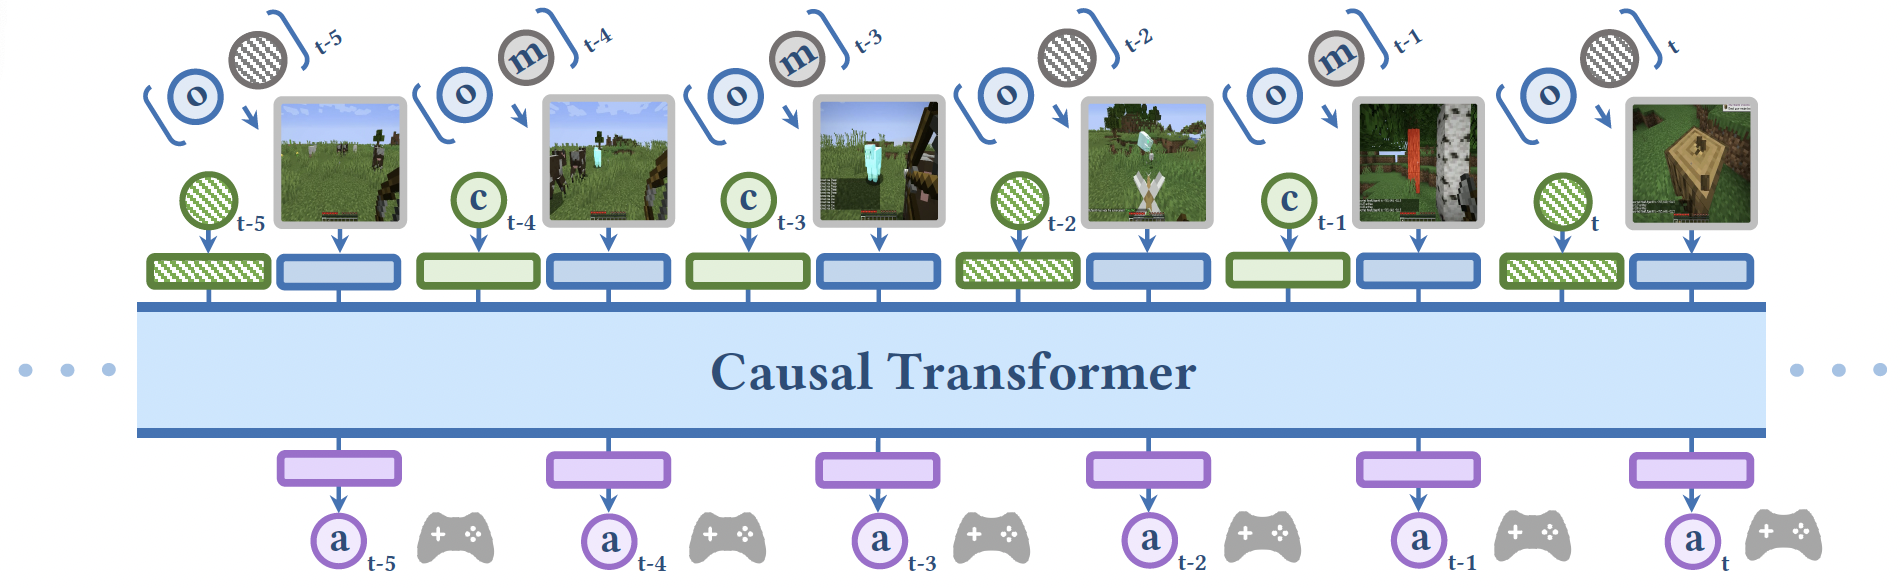 t-5 t-4 t-3 t-2 t-1 t
m m m
o o o o o o
c c c
t-5 t-4 t-3 t-2 t-1 t
Causal Transformer
a a a a a a
t-5 t-4 t-3 t-2 t-1 t